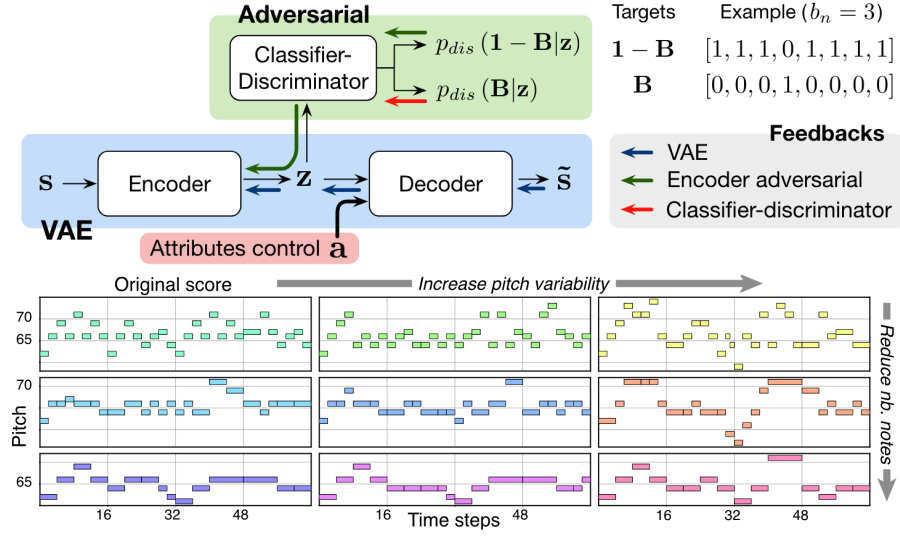 Adversarial
Classifier-
Discriminator
p_dis (1 − B|z)
p_dis (B|z)
Targets Example (b_n = 3)
1 − B [1, 1, 1, 0, 1, 1, 1, 1]
B [0, 0, 0, 1, 0, 0, 0, 0]
s Encoder z Decoder s̃
VAE
Attributes control a
Feedbacks
VAE
Encoder adversarial
Classifier-discriminator
Original score Increase pitch variability
Reduce nb. notes
Pitch
70
65
70
65
16 32 48 16 48 16 32 48
Time steps